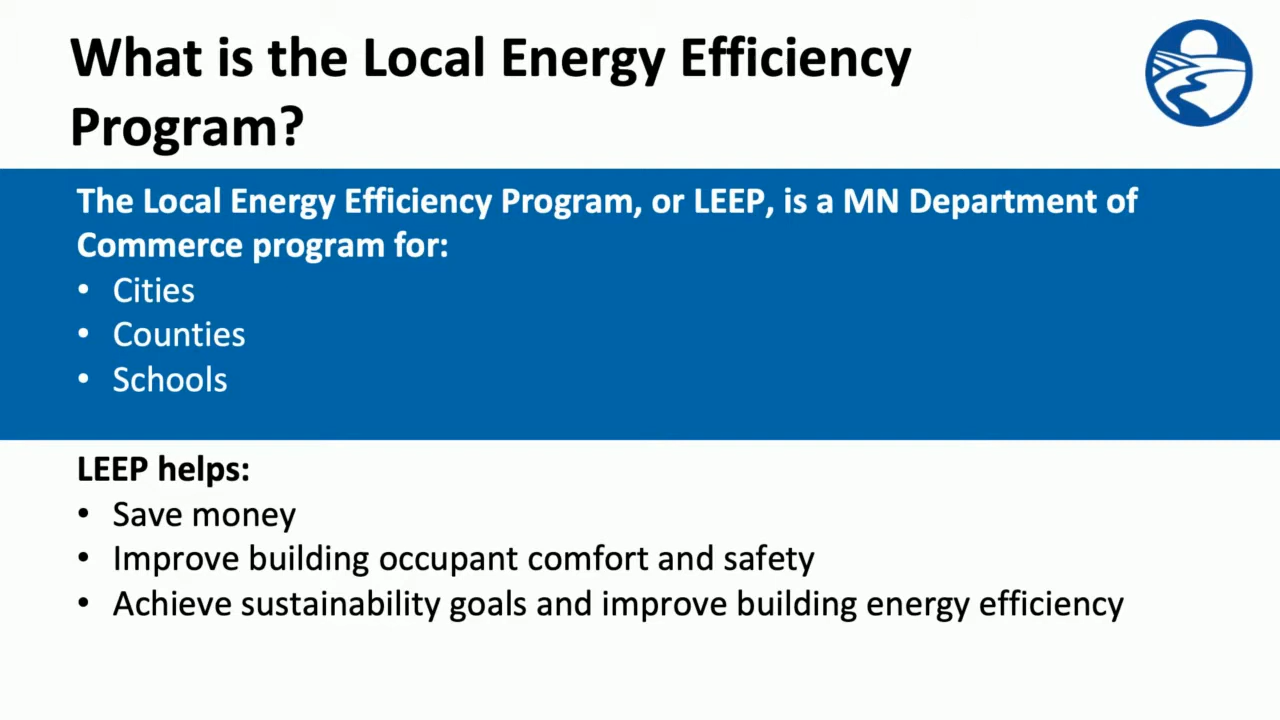 What is the Local Energy Efficiency
Program?
The Local Energy Efficiency Program, or LEEP, is a MN Department of
Commerce program for:
• Cities
• Counties
• Schools
LEEP helps:
• Save money
• Improve building occupant comfort and safety
• Achieve sustainability goals and improve building energy efficiency